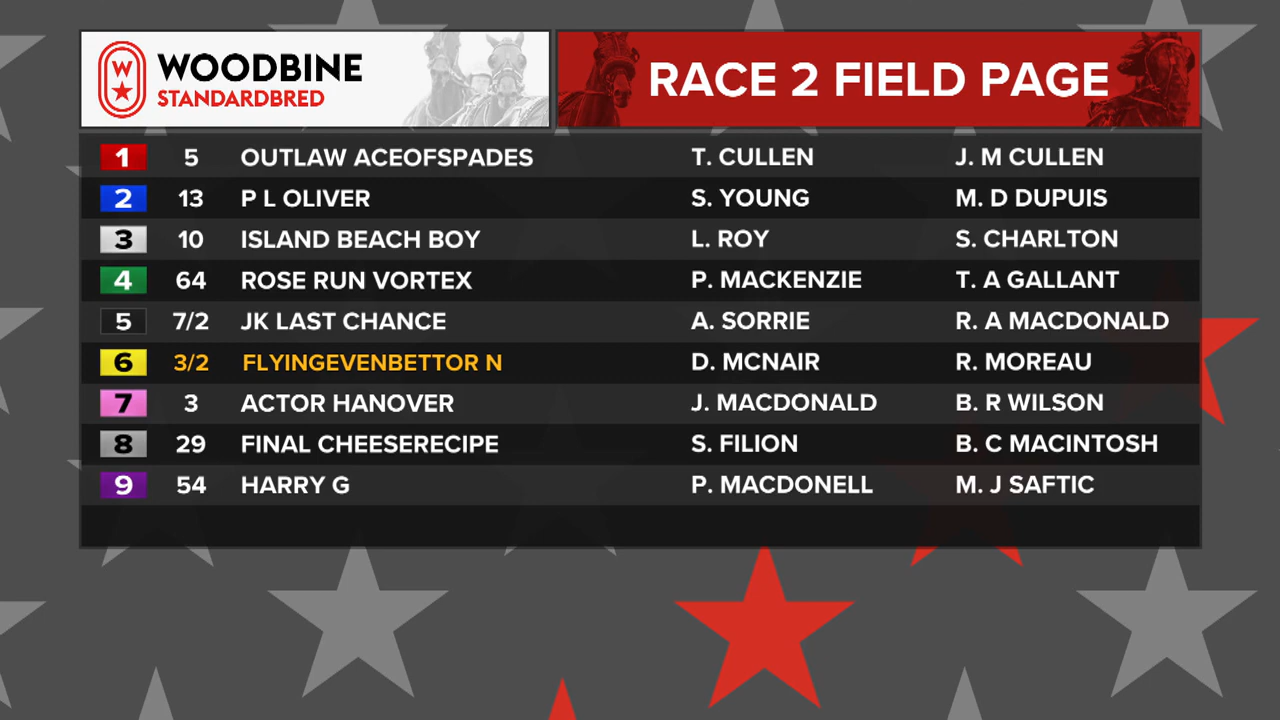 W
WOODBINE
STANDARDBRED
RACE 2 FIELD PAGE
1 5 OUTLAW ACEOFSPADES T. CULLEN J. M CULLEN
2 13 P L OLIVER S. YOUNG M. D DUPUIS
3 10 ISLAND BEACH BOY L. ROY S. CHARLTON
4 64 ROSE RUN VORTEX P. MACKENZIE T. A GALLANT
5 7/2 JK LAST CHANCE A. SORRIE R. A MACDONALD
6 3/2 FLYINGEVENBETTOR N D. MCNAIR R. MOREAU
7 3 ACTOR HANOVER J. MACDONALD B. R WILSON
8 29 FINAL CHEESERECIPE S. FILION B. C MACINTOSH
9 54 HARRY G P. MACDONELL M. J SAFTIC